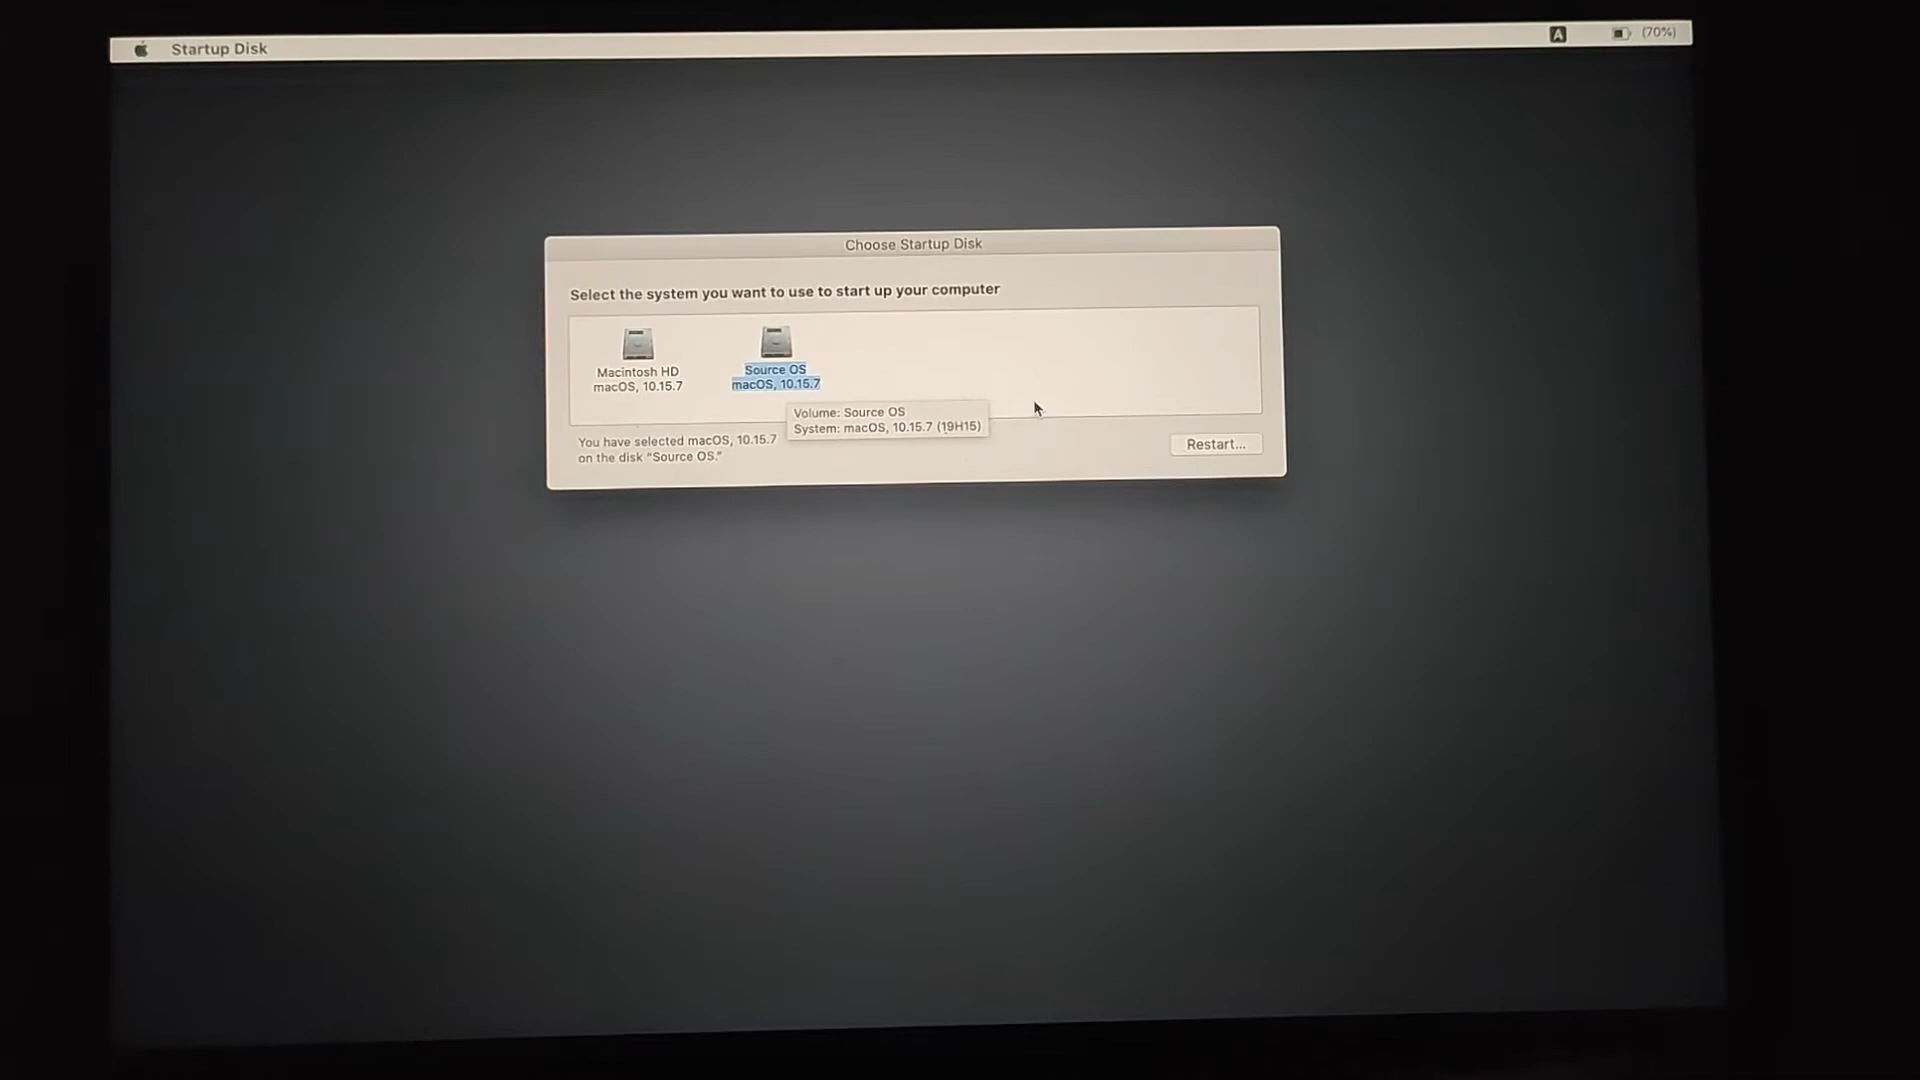 Startup Disk
A
(70%)
Choose Startup Disk
Select the system you want to use to start up your computer
Macintosh HD
macOS, 10.15.7
Source OS
macOS, 10.15.7
Volume: Source OS
System: macOS, 10.15.7 (19H15)
You have selected macOS, 10.15.7
on the disk “Source OS.”
Restart...